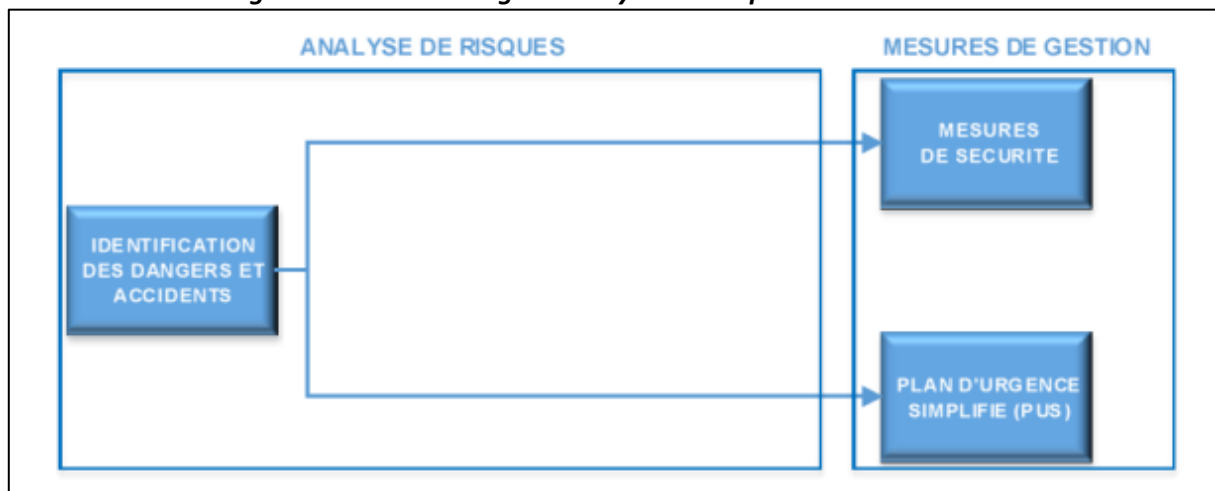 ANALYSE DE RISQUES
MESURES DE GESTION
MESURES
DE SECURITE
IDENTIFICATION
DES DANGERS ET
ACCIDENTS
PLAN D'URGENCE
SIMPLIFIE (PUS)